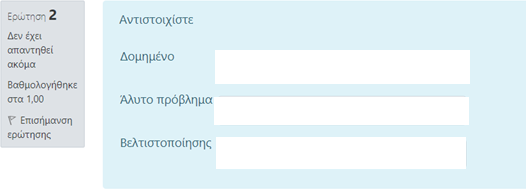 Ερώτηση 2
Δεν έχει
απαντηθεί
ακόμα
Βαθμολογήθηκε
στα 1,00
Επισήμανση
ερώτησης
Αντιστοιχίστε
Δομημένο
Άλυτο πρόβλημα
Βελτιστοποίησης